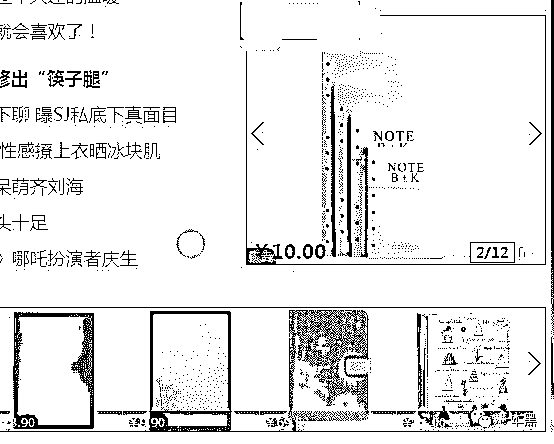 就会喜欢了！
修出“筷子腿”
下聊 曝SJ私底下真面目
性感撩上衣晒冰块肌
呆萌齐刘海
头十足
》哪吒扮演者庆生
NOTE
NOTE
B+K
¥10.00
2/12
.90
.90